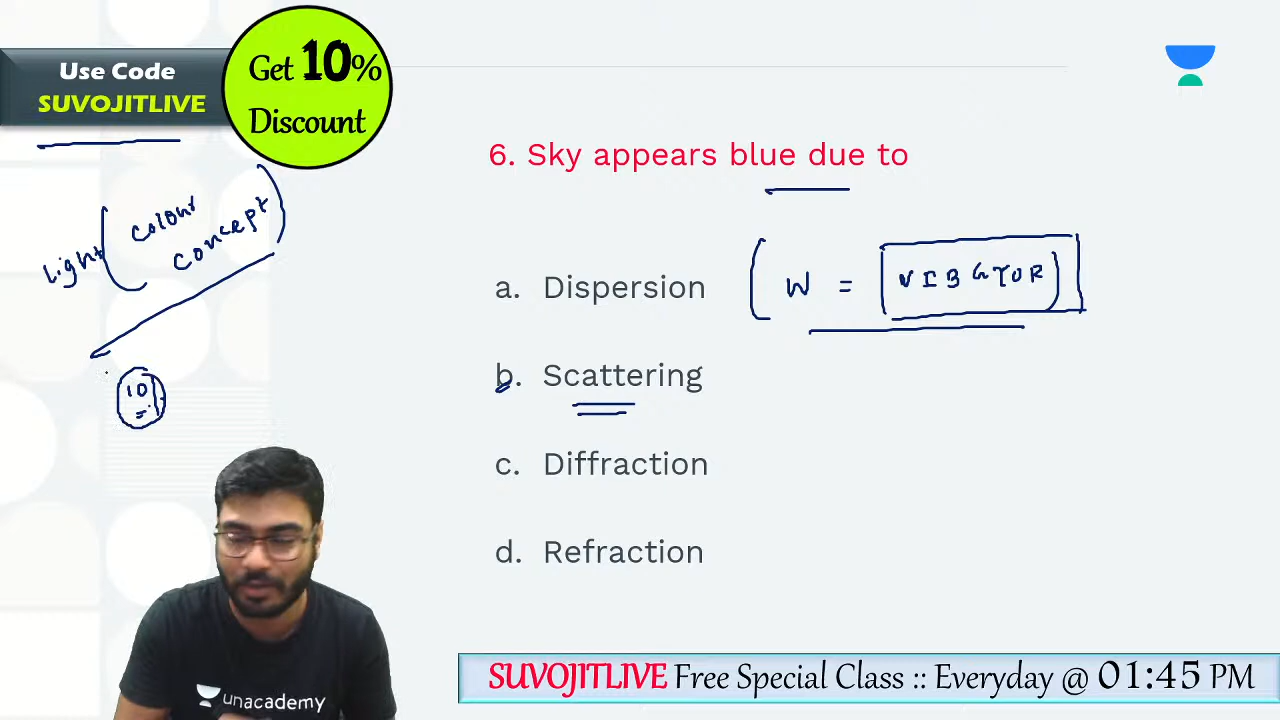 Use Code
SUVOJITLIVE
Get 10%
Discount
Light (Colour
Concept)
10
6. Sky appears blue due to
a. Dispersion (W = VIBGYOR)
b. Scattering
c. Diffraction
d. Refraction
unacademy
SUVOJITLIVE Free Special Class :: Everyday @ 01:45 PM